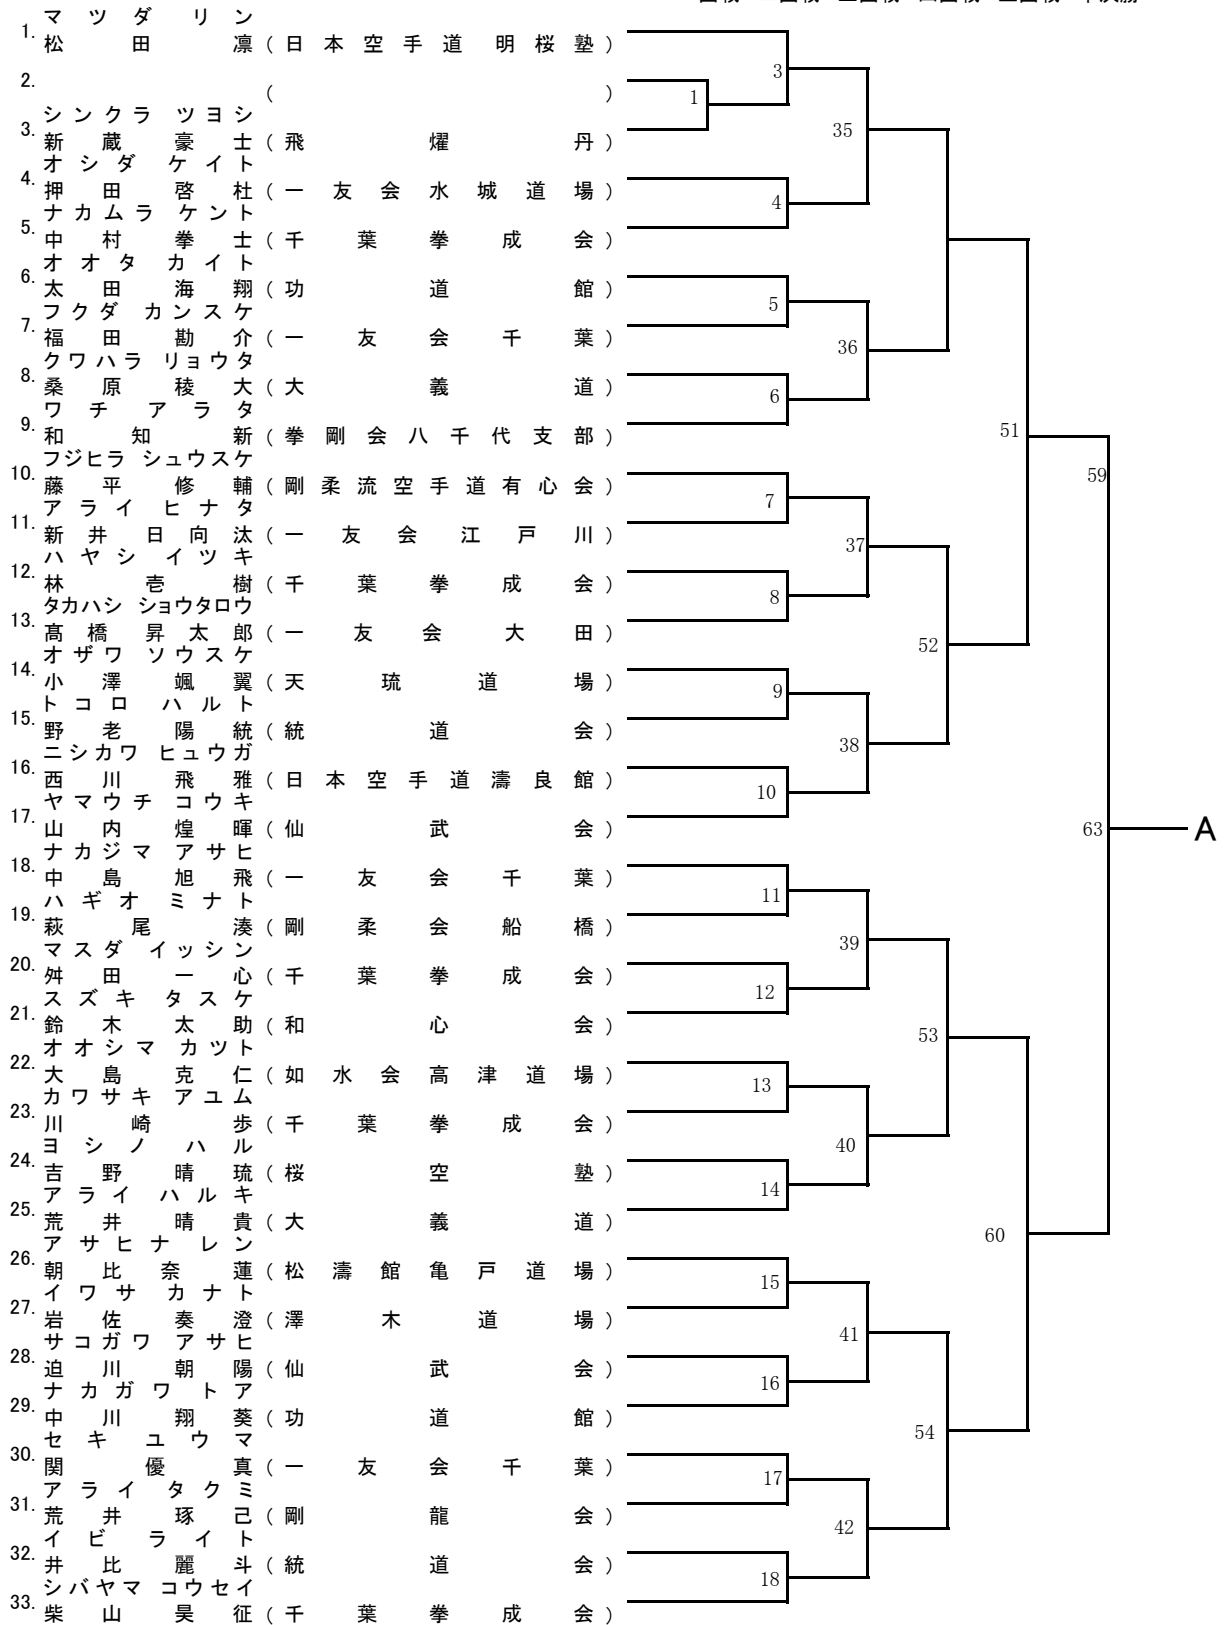 マツダ リン
1. 松田 凛 (日本空手道 明桜塾)
2. ( )
シンクラ ツヨシ
3. 新蔵 豪士 (飛燿丹)
オシダ ケイト
4. 押田 啓杜 (一友会水城道場)
ナカムラ ケント
5. 中村 拳士 (千葉拳成会)
オオタ カイト
6. 太田 海翔 (功道館)
フクダ カンスケ
7. 福田 勘介 (一友会千葉)
クワハラ リョウタ
8. 桑原 稜大 (大義道)
ワチ アラタ
9. 和知 新 (拳剛会八千代支部)
フジヒラ シュウスケ
10. 藤平 修輔 (剛柔流空手道有心会)
アライ ヒナタ
11. 新井 日向汰 (一友会江戸川)
ハヤシ イツキ
12. 林 壱樹 (千葉拳成会)
タカハシ ショウタロウ
13. 髙橋 昇太郎 (一友会大田)
オザワ ソウスケ
14. 小澤 颯翼 (天琉道場)
トコロ ハルト
15. 野老 陽統 (統道会)
ニシカワ ヒュウガ
16. 西川 飛雅 (日本空手道濤良館)
ヤマウチ コウキ
17. 山内 煌暉 (仙武会)
ナカジマ アサヒ
18. 中島 旭飛 (一友会千葉)
ハギオ ミナト
19. 萩尾 湊 (剛柔会船橋)
マスダ イッシン
20. 舛田 一心 (千葉拳成会)
スズキ タスケ
21. 鈴木 太助 (和心会)
オオシマ カツト
22. 大島 克仁 (如水会高津道場)
カワサキ アユム
23. 川崎 歩 (千葉拳成会)
ヨシノ ハル
24. 吉野 晴琉 (桜空塾)
アライ ハルキ
25. 荒井 晴貴 (大義道)
アサヒナ レン
26. 朝比奈 蓮 (松濤館亀戸道場)
イワサ カナト
27. 岩佐 奏澄 (澤木道場)
サコガワ アサヒ
28. 迫川 朝陽 (仙武会)
ナカガワ トア
29. 中川 翔葵 (功道館)
セキ ユウマ
30. 関 優真 (一友会千葉)
アライ タクミ
31. 荒井 琢己 (剛龍会)
イビ ライト
32. 井比 麗斗 (統道会)
シバヤマ コウセイ
33. 柴山 昊征 (千葉拳成会)
1
3
4
5
6
7
8
9
10
11
12
13
14
15
16
17
18
35
36
37
38
39
40
41
42
51
52
53
54
59
60
63
A